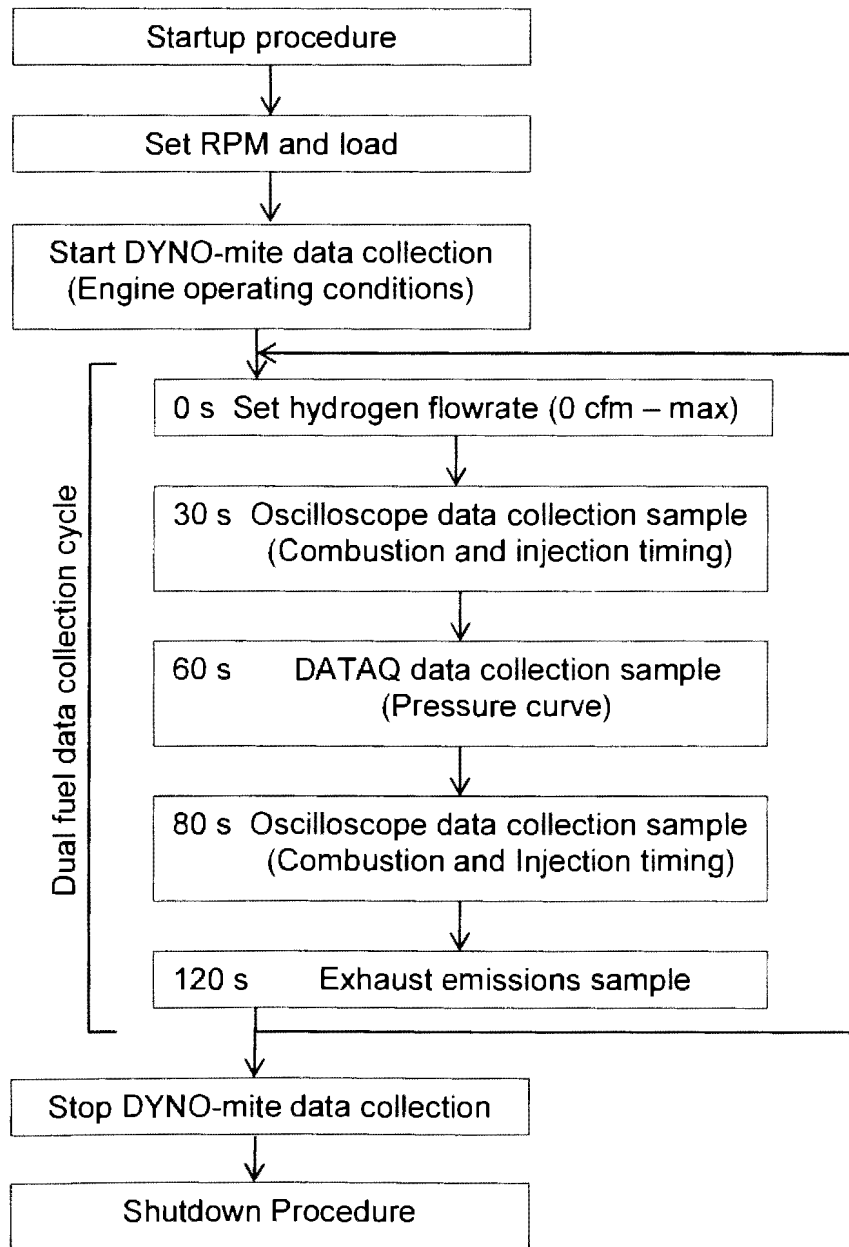 Startup procedure
Set RPM and load
Start DYNO-mite data collection
(Engine operating conditions)
Dual fuel data collection cycle
0 s Set hydrogen flowrate (0 cfm – max)
30 s Oscilloscope data collection sample
(Combustion and injection timing)
60 s DATAQ data collection sample
(Pressure curve)
80 s Oscilloscope data collection sample
(Combustion and Injection timing)
120 s Exhaust emissions sample
Stop DYNO-mite data collection
Shutdown Procedure